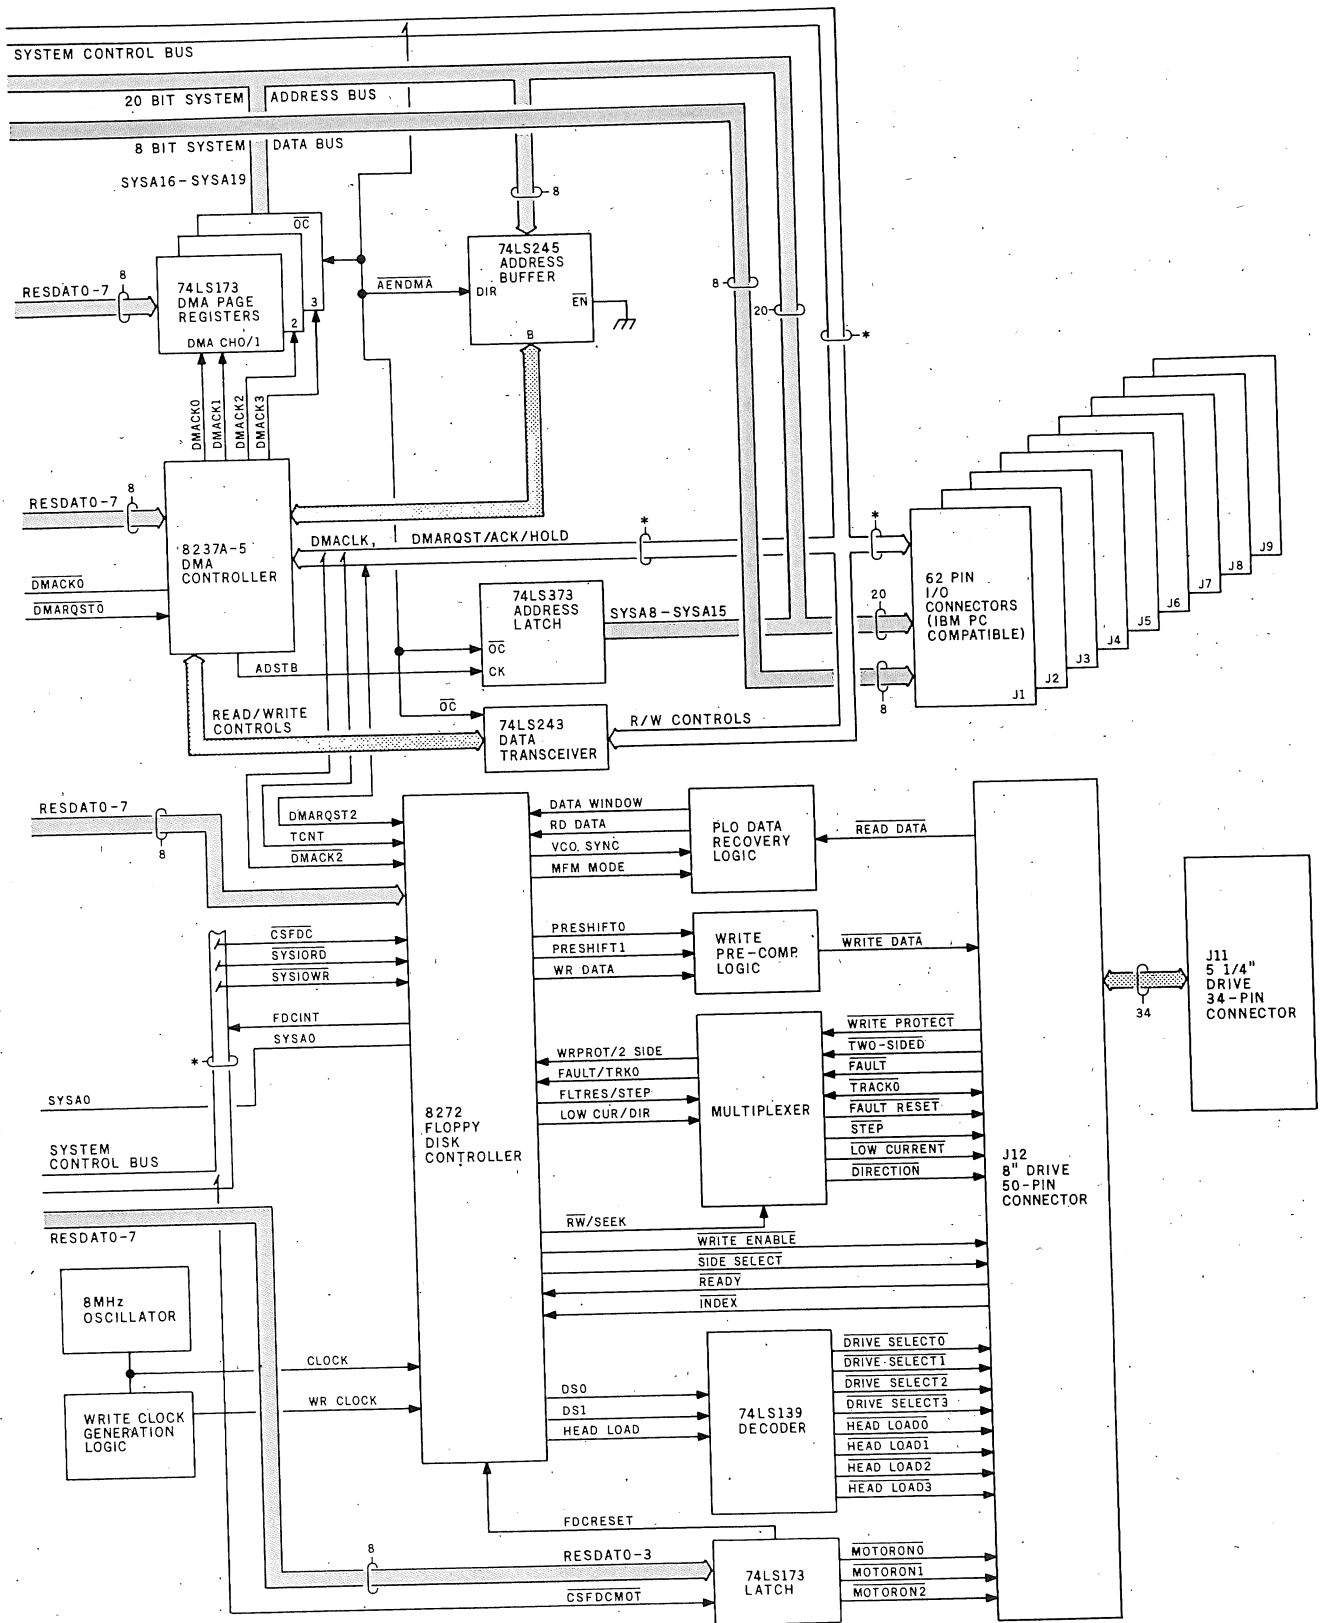 SYSTEM CONTROL BUS
20 BIT SYSTEM ADDRESS BUS
8 BIT SYSTEM DATA BUS
SYSA16-SYSA19
8
OC
RESDAT0-7
8
74LS173
DMA PAGE
REGISTERS
DMA CH0/1
2
3
AENDMA
74LS245
ADDRESS
BUFFER
DIR
EN
B
8
20
*
DMACK0
DMACK1
DMACK2
DMACK3
RESDAT0-7
8
8237A-5
DMA
CONTROLLER
DMACK0
DMARQST0
DMACLK, DMARQST/ACK/HOLD
*
*
74LS373
ADDRESS
LATCH
OC
CK
SYSA8-SYSA15
ADSTB
20
8
62 PIN
I/O
CONNECTORS
(IBM PC
COMPATIBLE)
J1
J2
J3
J4
J5
J6
J7
J8
J9
READ/WRITE
CONTROLS
OC
74LS243
DATA
TRANSCEIVER
R/W CONTROLS
RESDAT0-7
8
DMARQST2
TCNT
DMACK2
DATA WINDOW
RD DATA
VCO SYNC
MFM MODE
PLO DATA
RECOVERY
LOGIC
READ DATA
CSFDC
SYSIORD
SYSIOWR
FDCINT
SYSA0
*
PRESHIFT0
PRESHIFT1
WR DATA
WRITE
PRE-COMP.
LOGIC
WRITE DATA
J11
5 1/4"
DRIVE
34-PIN
CONNECTOR
34
WRPROT/2 SIDE
FAULT/TRK0
FLTRES/STEP
LOW CUR/DIR
MULTIPLEXER
WRITE PROTECT
TWO-SIDED
FAULT
TRACK0
FAULT RESET
STEP
LOW CURRENT
DIRECTION
SYSA0
8272
FLOPPY
DISK
CONTROLLER
SYSTEM
CONTROL BUS
J12
8" DRIVE
50-PIN
CONNECTOR
RESDAT0-7
RW/SEEK
WRITE ENABLE
SIDE SELECT
READY
INDEX
8MHz
OSCILLATOR
CLOCK
WR CLOCK
WRITE CLOCK
GENERATION
LOGIC
DS0
DS1
HEAD LOAD
74LS139
DECODER
DRIVE SELECT0
DRIVE SELECT1
DRIVE SELECT2
DRIVE SELECT3
HEAD LOAD0
HEAD LOAD1
HEAD LOAD2
HEAD LOAD3
FDCRESET
8
RESDAT0-3
CSFDCMOT
74LS173
LATCH
MOTORON0
MOTORON1
MOTORON2